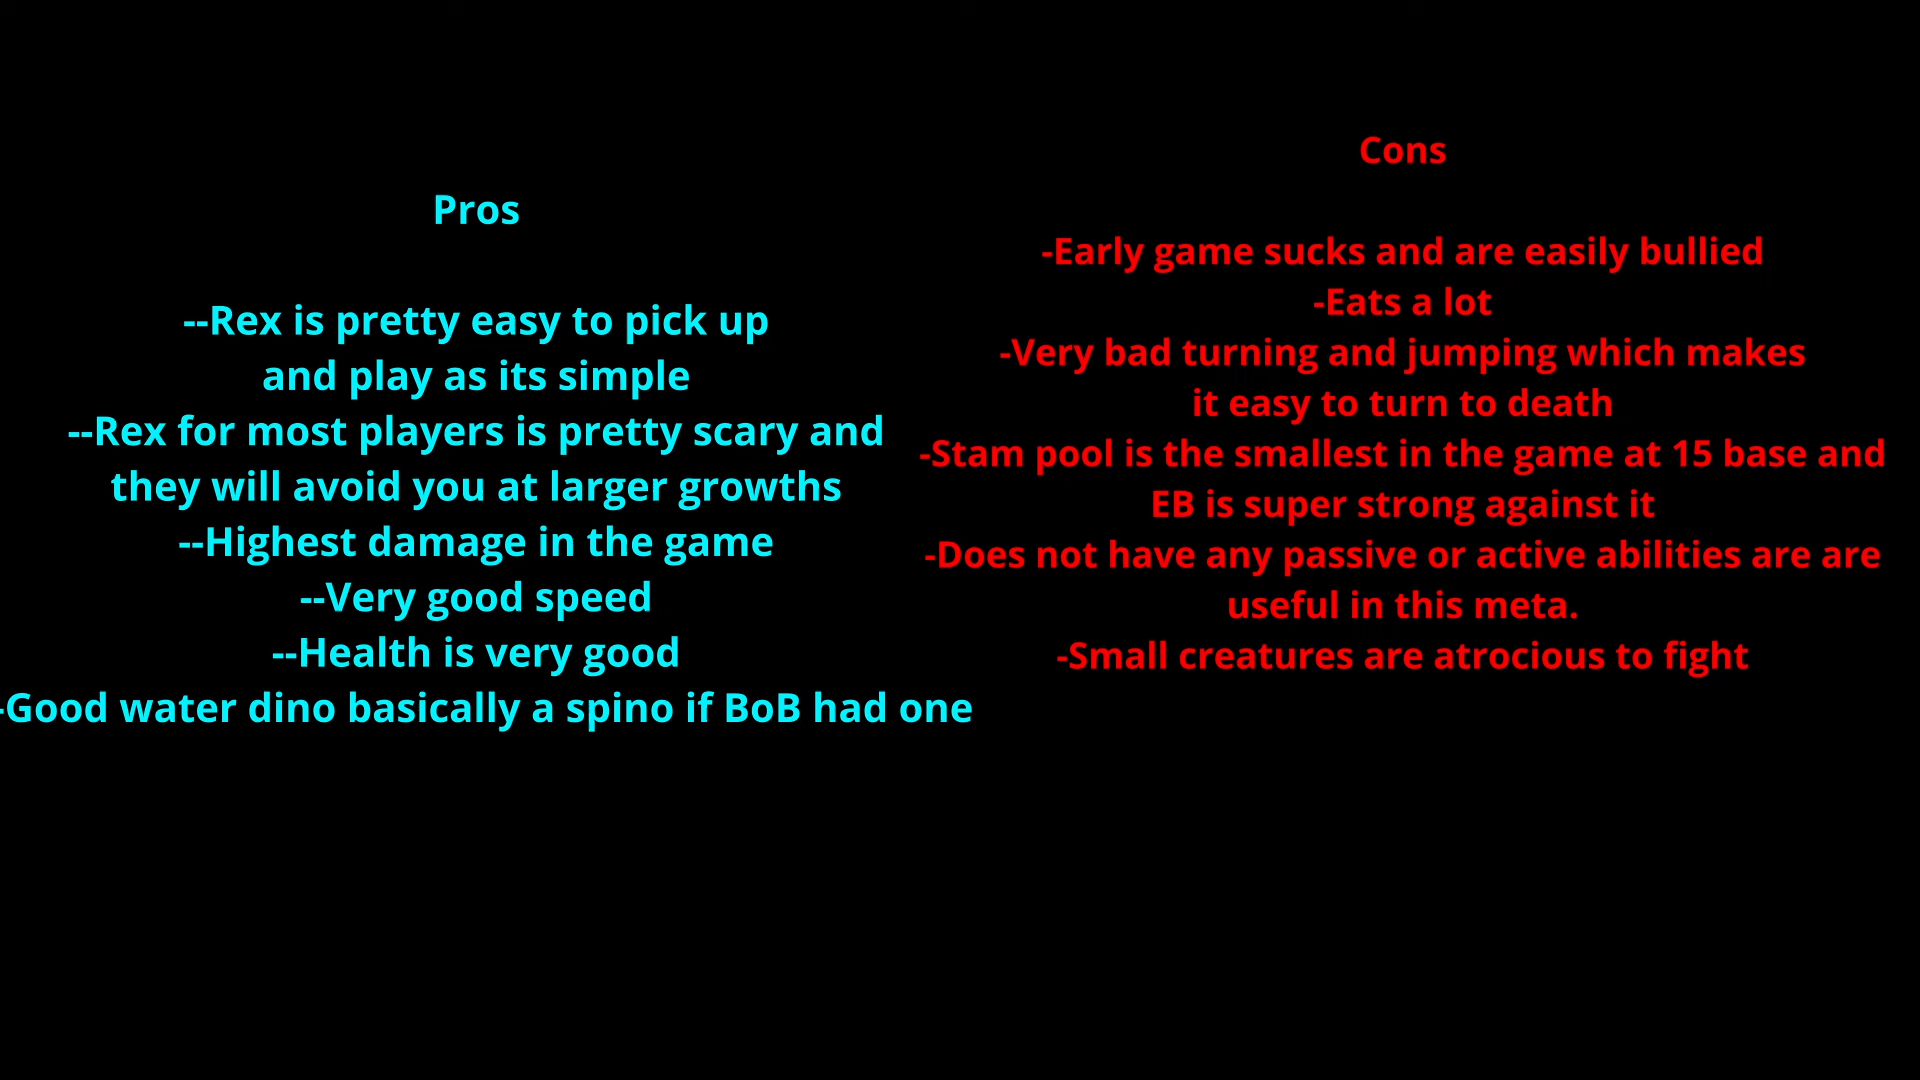 Pros
--Rex is pretty easy to pick up
and play as its simple
--Rex for most players is pretty scary and
they will avoid you at larger growths
--Highest damage in the game
--Very good speed
--Health is very good
-Good water dino basically a spino if BoB had one
Cons
-Early game sucks and are easily bullied
-Eats a lot
-Very bad turning and jumping which makes
it easy to turn to death
-Stam pool is the smallest in the game at 15 base and
EB is super strong against it
-Does not have any passive or active abilities are are
useful in this meta.
-Small creatures are atrocious to fight